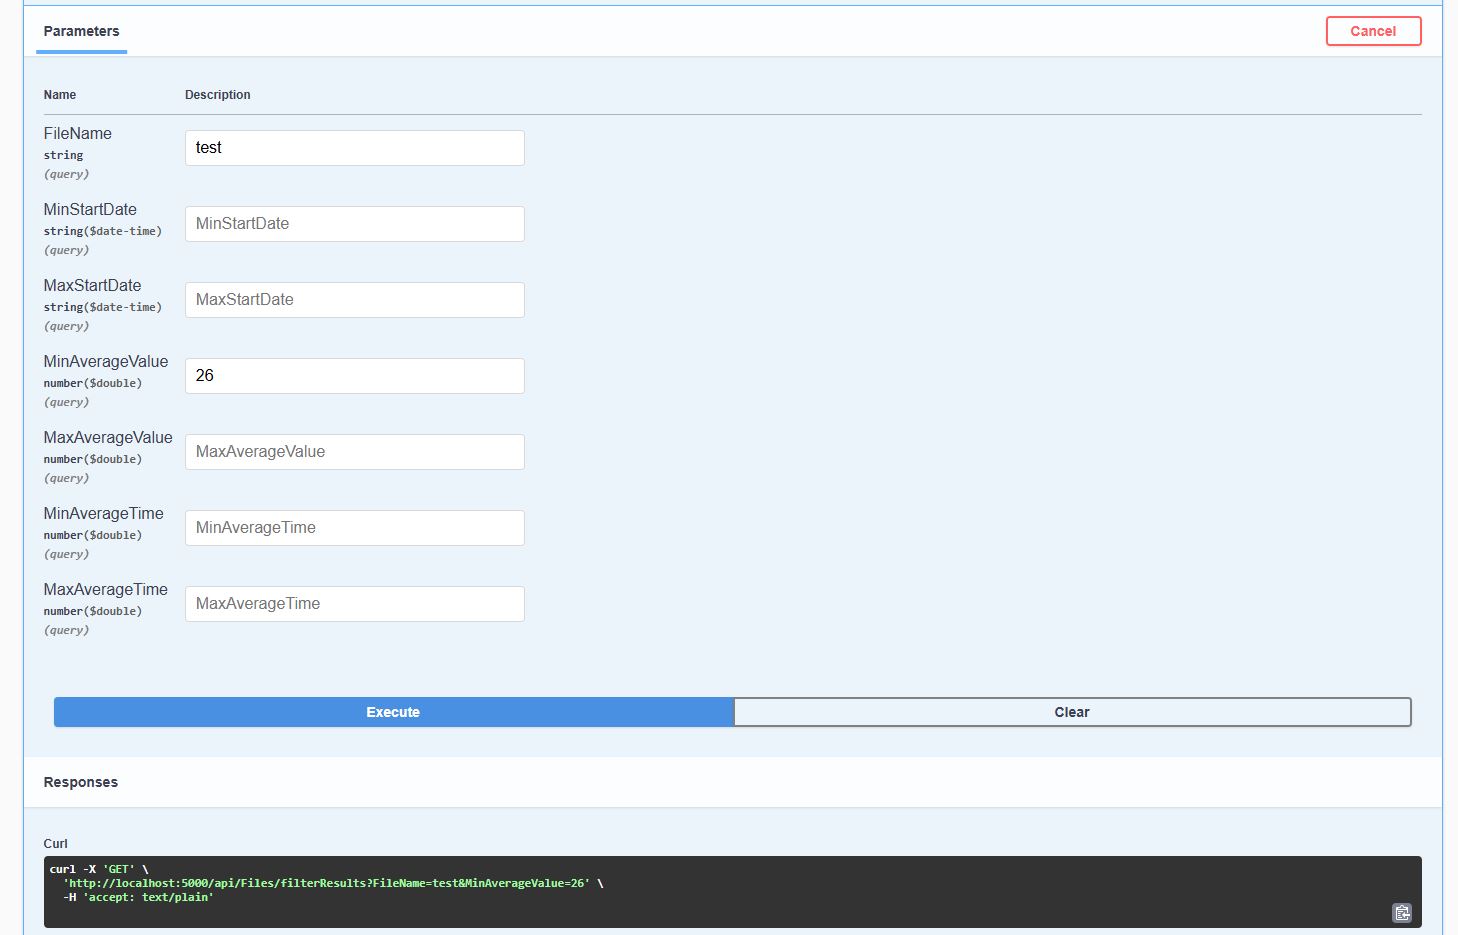 Parameters
Cancel
Name
Description
FileName
string
(query)
test
MinStartDate
string($date-time)
(query)
MinStartDate
MaxStartDate
string($date-time)
(query)
MaxStartDate
MinAverageValue
number($double)
(query)
26
MaxAverageValue
number($double)
(query)
MaxAverageValue
MinAverageTime
number($double)
(query)
MinAverageTime
MaxAverageTime
number($double)
(query)
MaxAverageTime
Execute
Clear
Responses
Curl
curl -X 'GET' \
'http://localhost:5000/api/Files/filterResults?FileName=test&MinAverageValue=26' \
-H 'accept: text/plain'